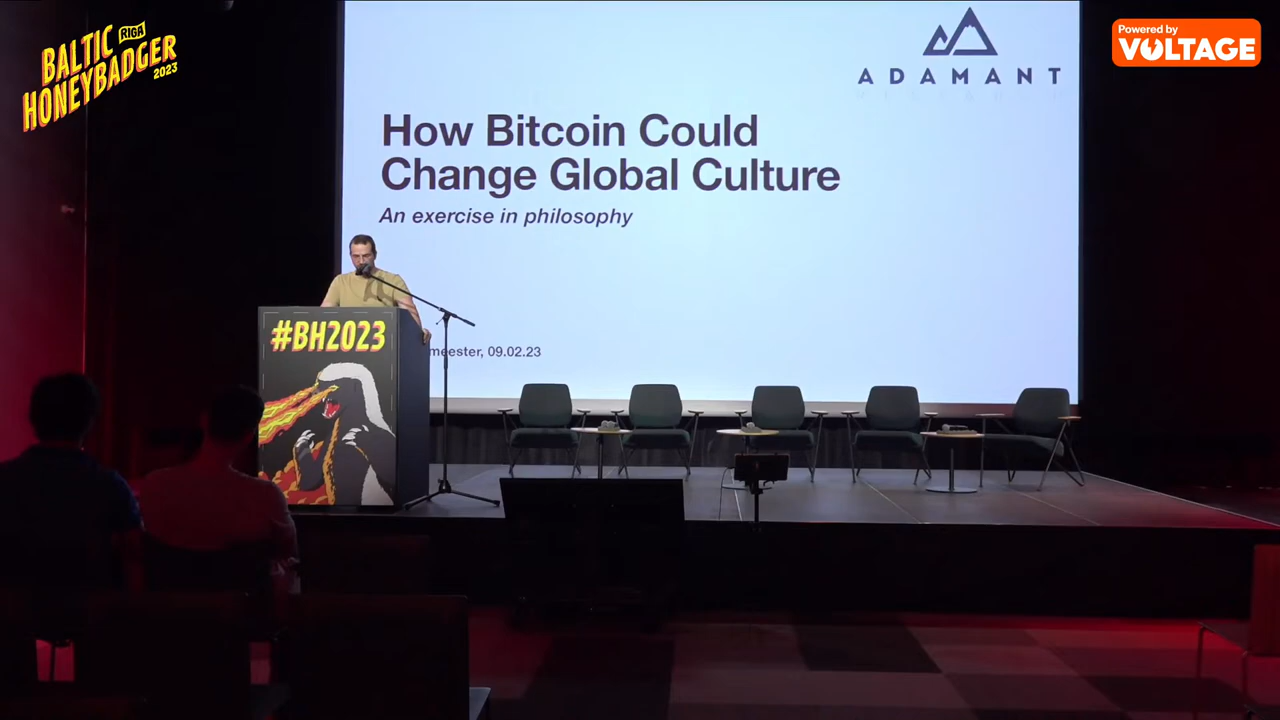 BALTIC RIGA
HONEYBADGER
2023
Powered by
VOLTAGE
ADAMANT
How Bitcoin Could
Change Global Culture
An exercise in philosophy
meester, 09.02.23
#BH2023